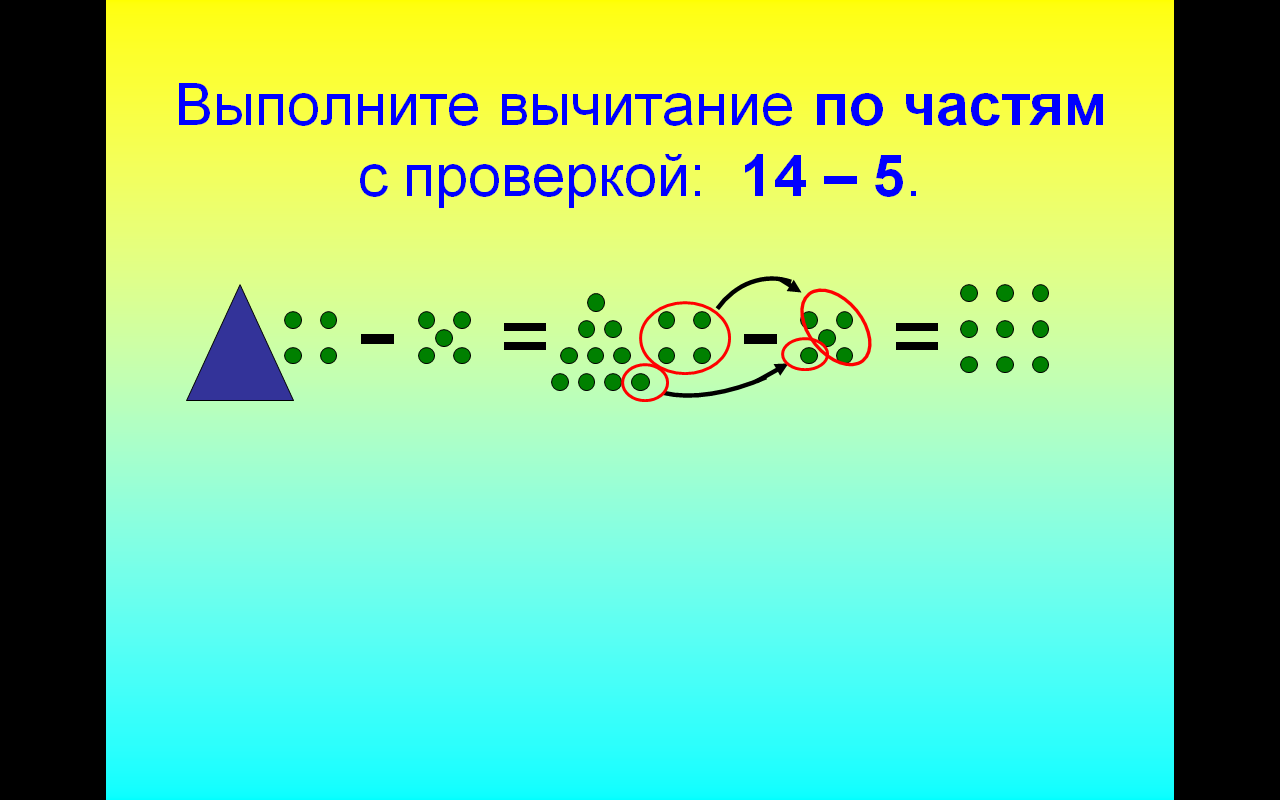 Выполните вычитание по частям
с проверкой: 14 – 5.